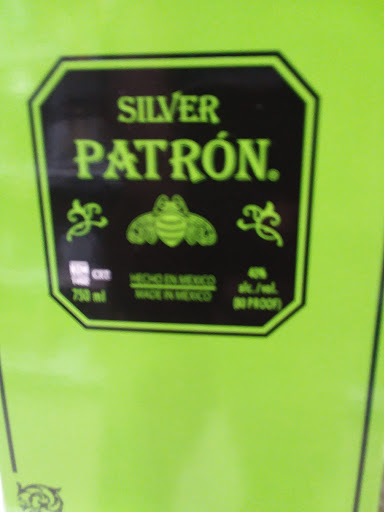 SILVER
PATRÓN.
HECHO EN MEXICO
750 ml
MADE IN MEXICO
40%
alc./vol.
(80 PROOF)